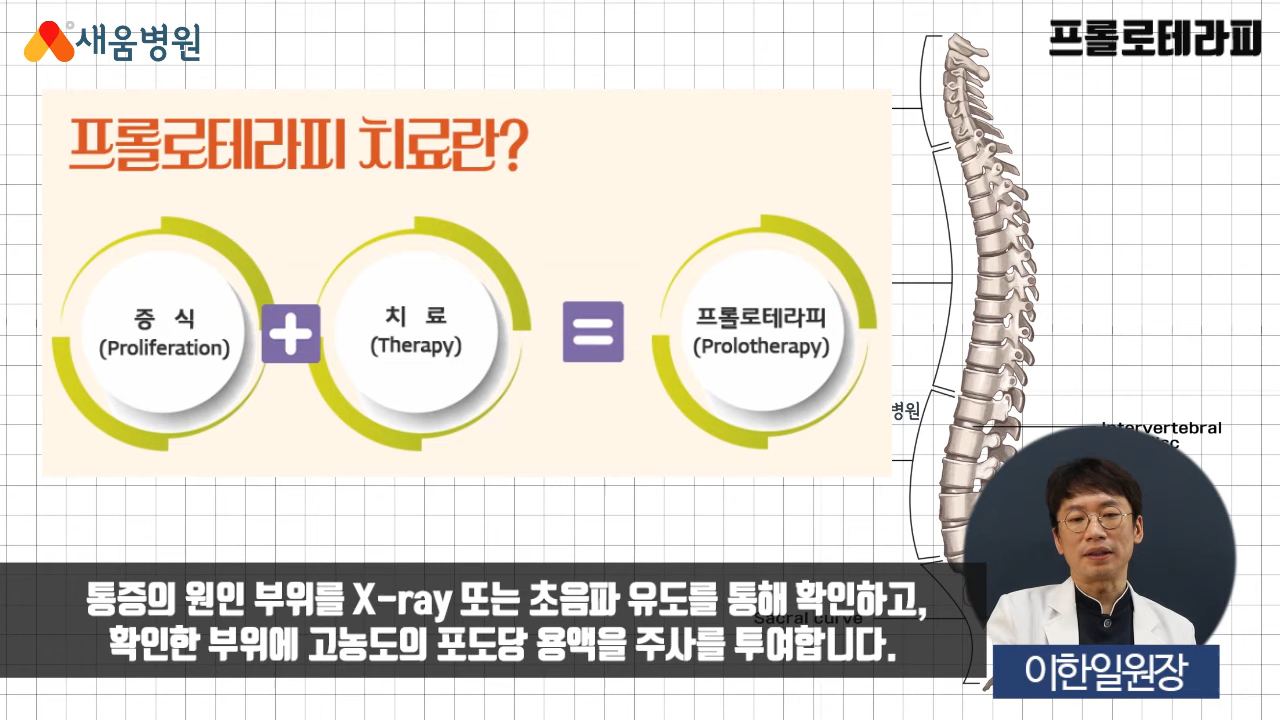 새움병원
프롤로테라피
프롤로테라피 치료란?
증 식
(Proliferation)
치 료
(Therapy)
프롤로테라피
(Prolotherapy)
병원
Intervertebral
통증의 원인 부위를 X-ray 또는 초음파 유도를 통해 확인하고,
확인한 부위에 고농도의 포도당 용액을 주사를 투여합니다.
Sacral curve
이한일원장